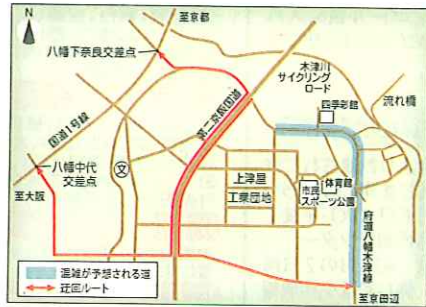 N
至京都
八幡下奈良交差点
国道1号線
第二京阪国道
木津川
サイクリング
ロード
四季彩館
流れ橋
八幡中代
交差点
文
至大阪
上津屋
工業団地
体育館
市民
スポーツ公園
府道八幡木津線
混雑が予想される道
迂回ルート
至京田辺